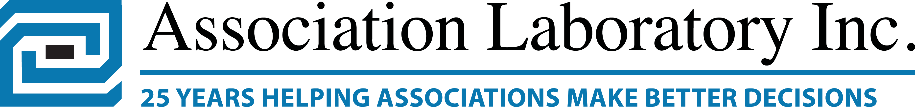 Association Laboratory Inc.
25 YEARS HELPING ASSOCIATIONS MAKE BETTER DECISIONS